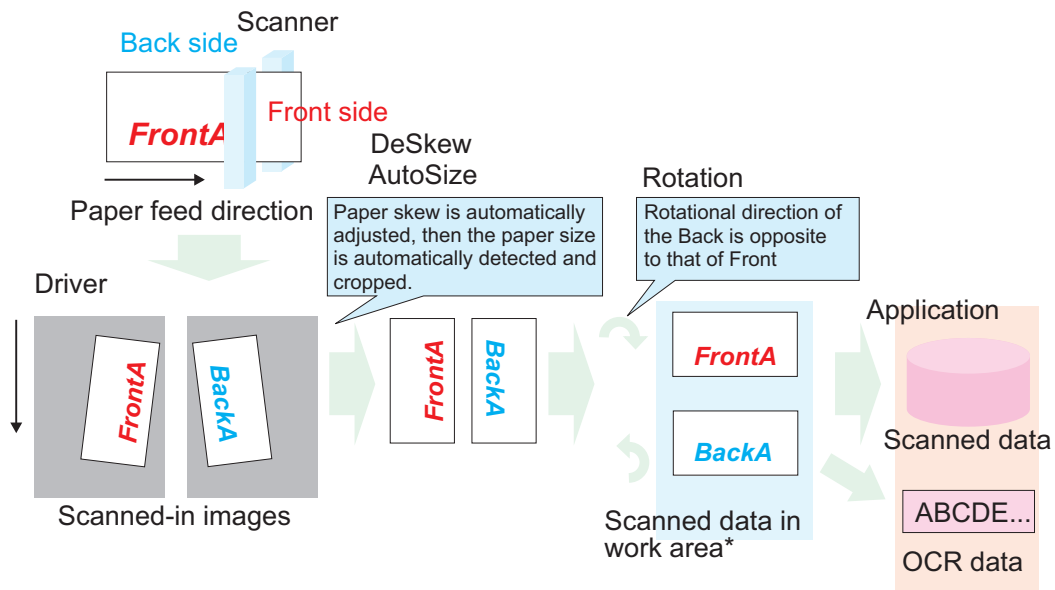 Scanner
Back side
Front side
FrontA
Paper feed direction
DeSkew
AutoSize
Paper skew is automatically
adjusted, then the paper size
is automatically detected and
cropped.
Rotation
Rotational direction of
the Back is opposite
to that of Front
Driver
FrontA
BackA
Scanned-in images
FrontA
BackA
FrontA
BackA
Scanned data in
work area*
Application
Scanned data
ABCDE...
OCR data